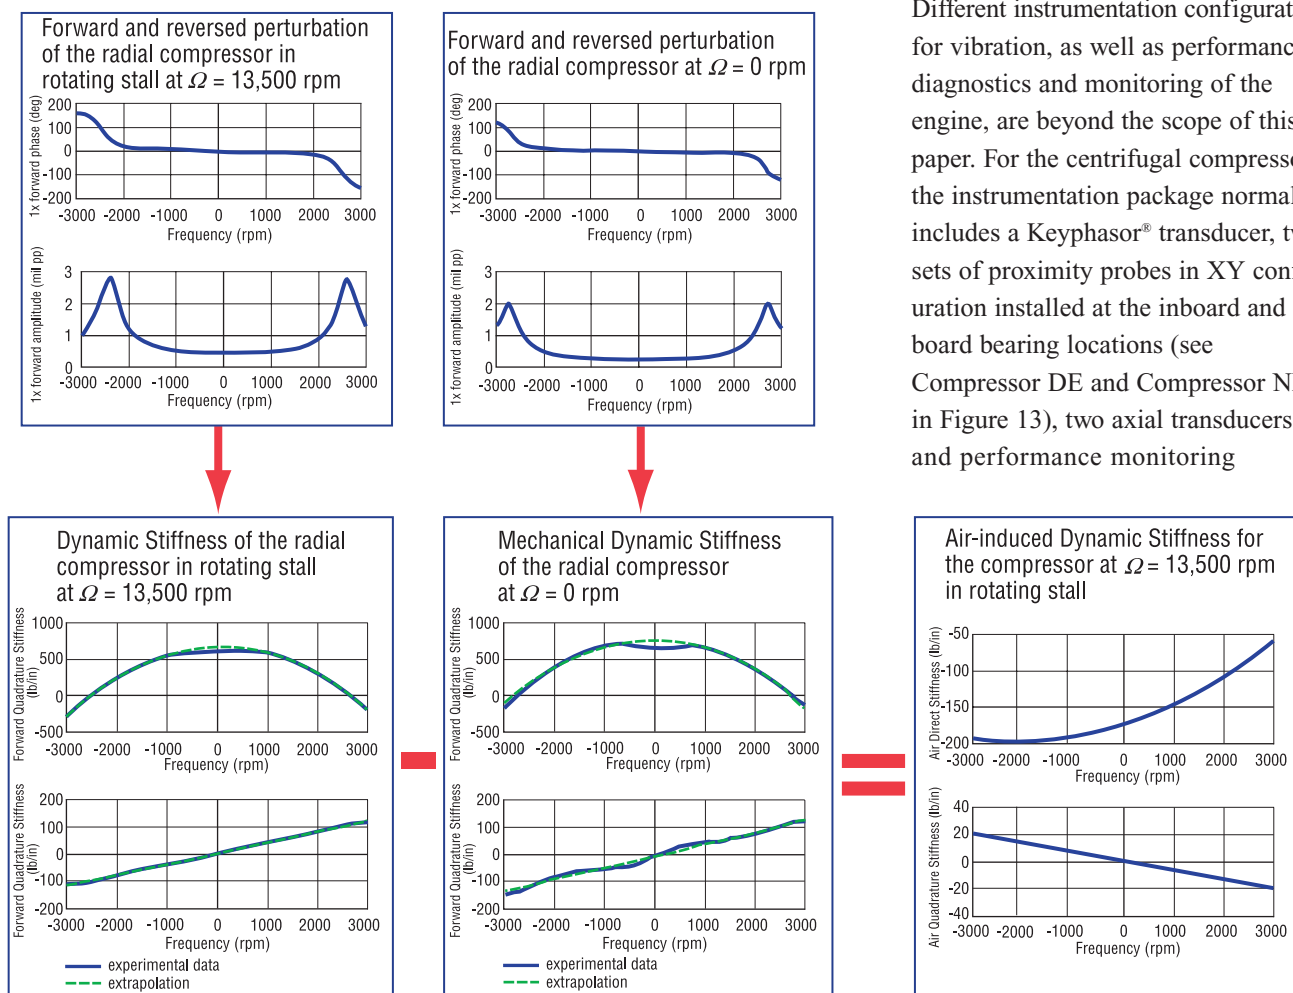 Forward and reversed perturbation
of the radial compressor in
rotating stall at Ω = 13,500 rpm
1x forward phase (deg)
200
100
0
-100
-200
-3000 -2000 -1000 0 1000 2000 3000
Frequency (rpm)
1x forward amplitude (mil pp)
3
2
1
0
-3000 -2000 -1000 0 1000 2000 3000
Frequency (rpm)
Forward and reversed perturbation
of the radial compressor at Ω = 0 rpm
1x forward phase (deg)
200
100
0
-100
-200
-3000 -2000 -1000 0 1000 2000 3000
Frequency (rpm)
1x forward amplitude (mil pp)
3
2
1
0
-3000 -2000 -1000 0 1000 2000 3000
Frequency (rpm)
Different instrumentation
for vibration, as well as
diagnostics and monitoring of the
engine, are beyond the scope of this
paper. For the centrifugal
the instrumentation package
includes a Keyphasor® transducer,
sets of proximity probes in XY
uration installed at the inboard and
board bearing locations (see
Compressor DE and Compressor
in Figure 13), two axial transducers
and performance monitoring
Dynamic Stiffness of the radial
compressor in rotating stall
at Ω = 13,500 rpm
Forward Quadrature Stiffness
(lb/in)
1000
500
0
-500
-3000 -2000 -1000 0 1000 2000 3000
Frequency (rpm)
Forward Quadrature Stiffness
(lb/in)
200
100
0
-100
-200
-3000 -2000 -1000 0 1000 2000 3000
Frequency (rpm)
experimental data
extrapolation
Mechanical Dynamic Stiffness
of the radial compressor
at Ω = 0 rpm
Forward Quadrature Stiffness
(lb/in)
1000
500
0
-500
-3000 -2000 -1000 0 1000 2000 3000
Frequency (rpm)
Forward Quadrature Stiffness
(lb/in)
200
100
0
-100
-200
-3000 -2000 -1000 0 1000 2000 3000
Frequency (rpm)
experimental data
extrapolation
Air-induced Dynamic Stiffness for
the compressor at Ω = 13,500 rpm
in rotating stall
Air Direct Stiffness (lb/in)
-50
-100
-150
-200
-3000 -2000 -1000 0 1000 2000 3000
Frequency (rpm)
Air Quadrature Stiffness (lb/in)
40
20
0
-20
-40
-3000 -2000 -1000 0 1000 2000 3000
Frequency (rpm)